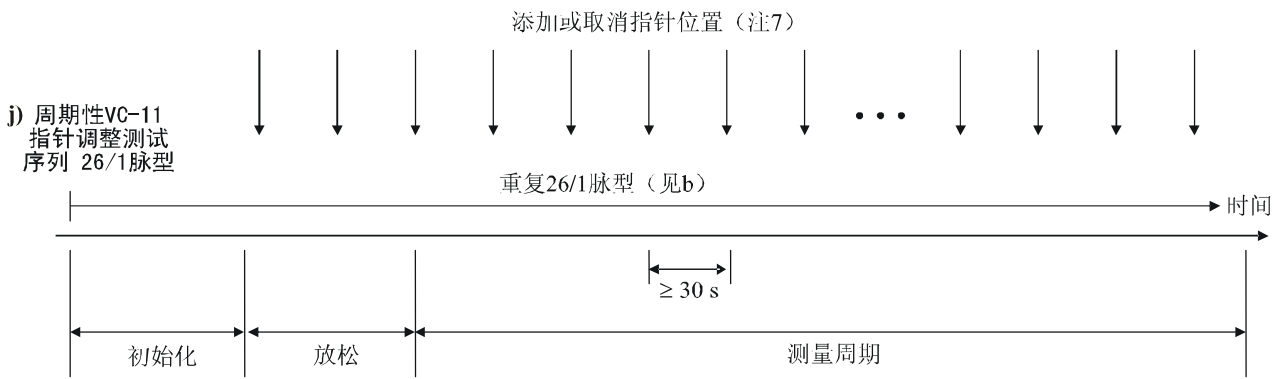 添加或取消指针位置（注7）
j) 周期性VC-11
指针调整测试
序列 26/1脉型
重复26/1脉型（见b）
时间
≥ 30 s
初始化
放松
测量周期